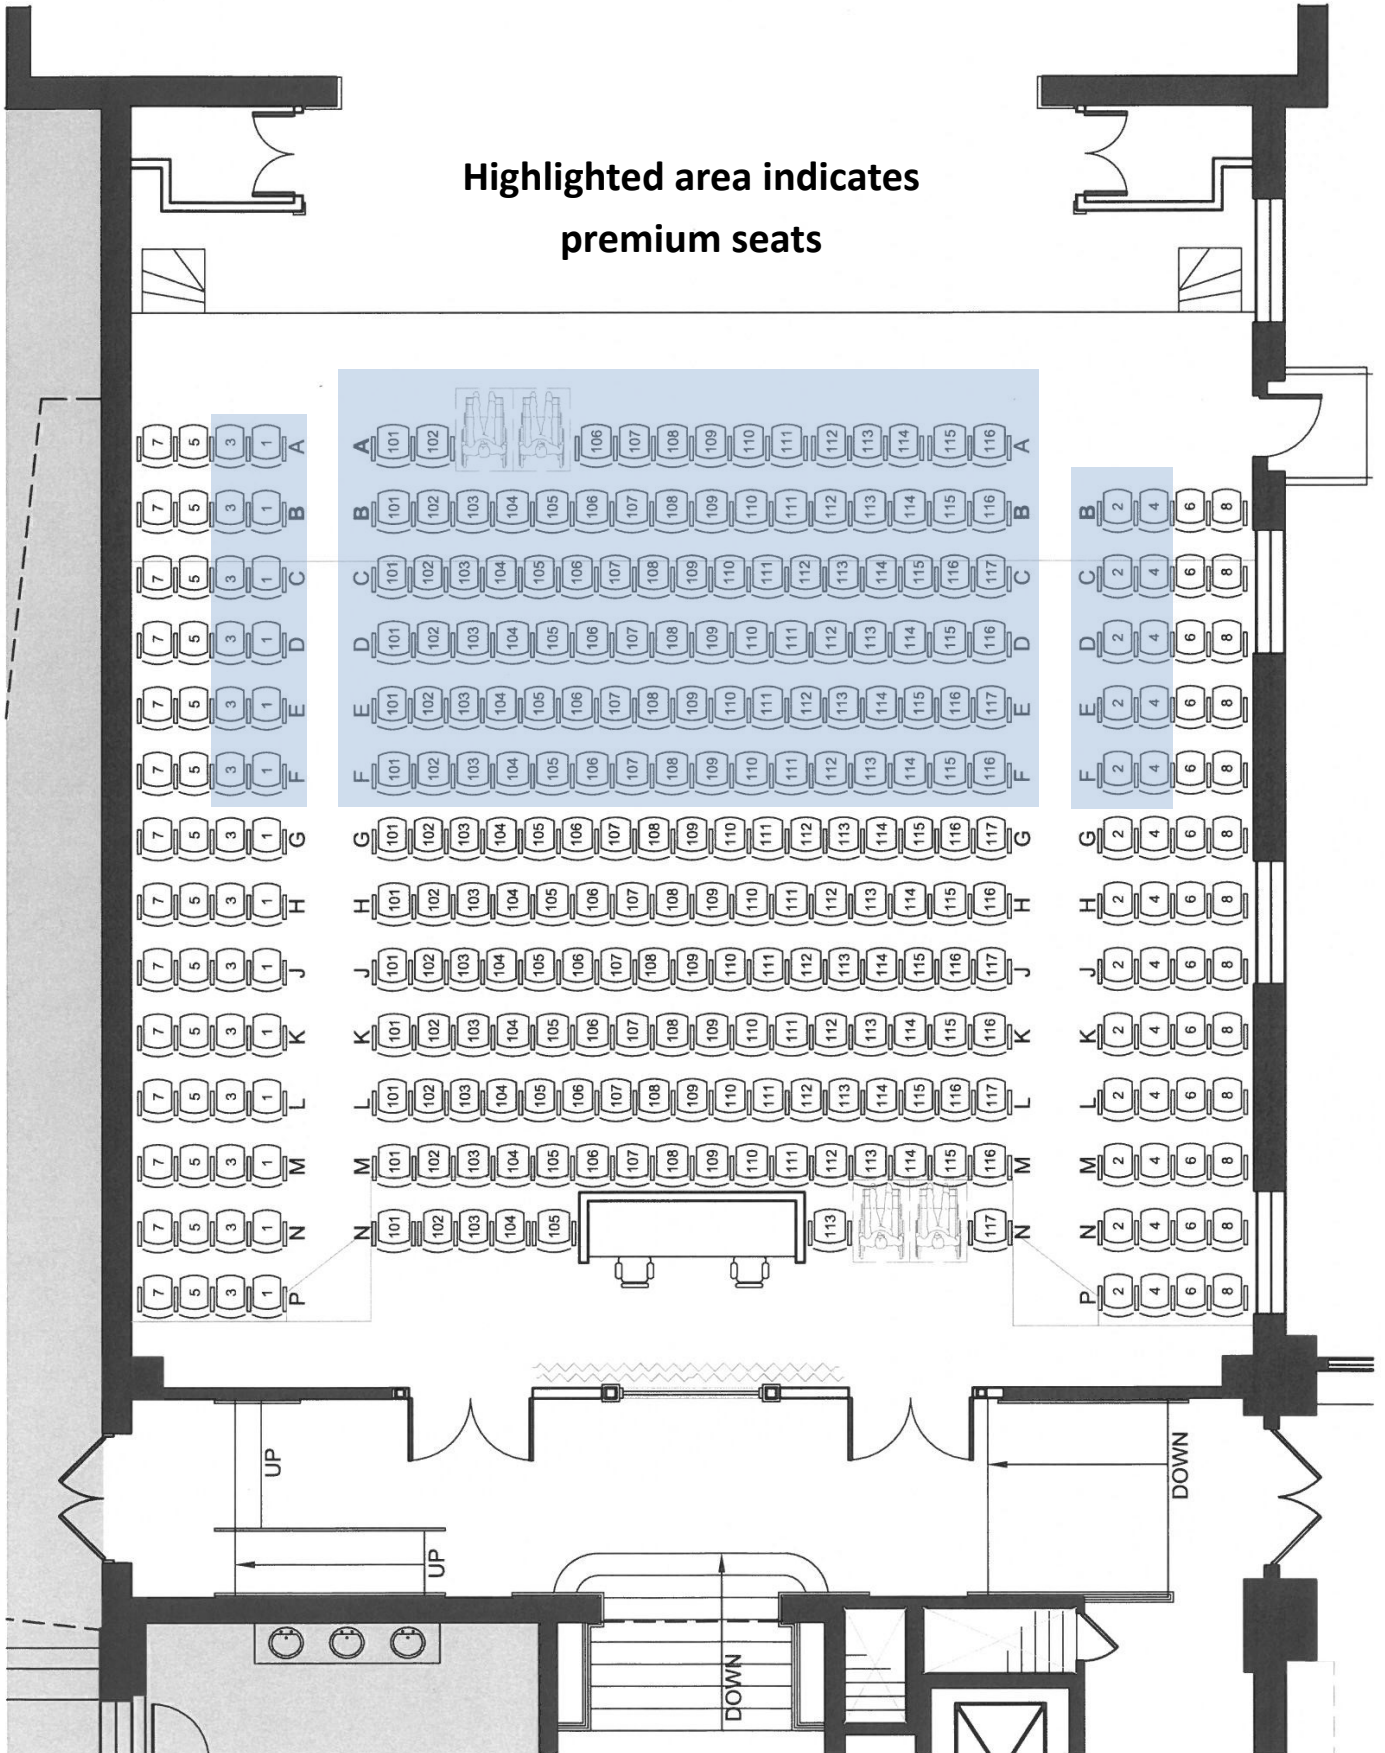 Highlighted area indicates
premium seats
7 5 3 1 A A 101 102 106 107 108 109 110 111 112 113 114 115 116 A
7 5 3 1 B B 101 102 103 104 105 106 107 108 109 110 111 112 113 114 115 116 B B 2 4 6 8
7 5 3 1 C C 101 102 103 104 105 106 107 108 109 110 111 112 113 114 115 116 117 C C 2 4 6 8
7 5 3 1 D D 101 102 103 104 105 106 107 108 109 110 111 112 113 114 115 116 D D 2 4 6 8
7 5 3 1 E E 101 102 103 104 105 106 107 108 109 110 111 112 113 114 115 116 117 E E 2 4 6 8
7 5 3 1 F F 101 102 103 104 105 106 107 108 109 110 111 112 113 114 115 116 F F 2 4 6 8
7 5 3 1 G G 101 102 103 104 105 106 107 108 109 110 111 112 113 114 115 116 117 G G 2 4 6 8
7 5 3 1 H H 101 102 103 104 105 106 107 108 109 110 111 112 113 114 115 116 H H 2 4 6 8
7 5 3 1 J J 101 102 103 104 105 106 107 108 109 110 111 112 113 114 115 116 117 J J 2 4 6 8
7 5 3 1 K K 101 102 103 104 105 106 107 108 109 110 111 112 113 114 115 116 K K 2 4 6 8
7 5 3 1 L L 101 102 103 104 105 106 107 108 109 110 111 112 113 114 115 116 117 L L 2 4 6 8
7 5 3 1 M M 101 102 103 104 105 106 107 108 109 110 111 112 113 114 115 116 M M 2 4 6 8
7 5 3 1 N N 101 102 103 104 105 113 117 N N 2 4 6 8
7 5 3 1 P P 2 4 6 8
UP
DOWN
UP
DOWN